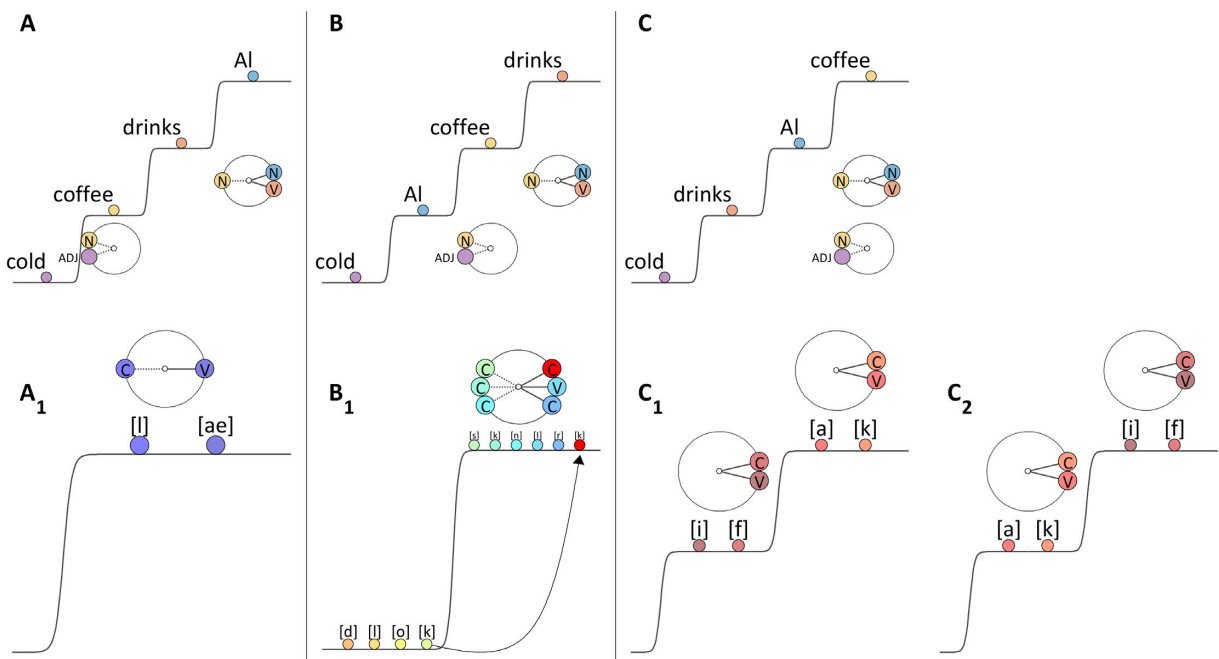 A
Al
drinks
N
N
V
coffee
N
ADJ
cold
B
drinks
coffee
N
N
V
Al
N
ADJ
cold
C
coffee
Al
N
N
V
drinks
N
ADJ
cold
A1
C
V
[l] [ae]
B1
C
C
C
V
C
C
[s] [k] [n] [l] [r] [k]
[d] [l] [o] [k]
C1
C
V
[a] [k]
C
V
[i] [f]
C2
C
V
[i] [f]
C
V
[a] [k]